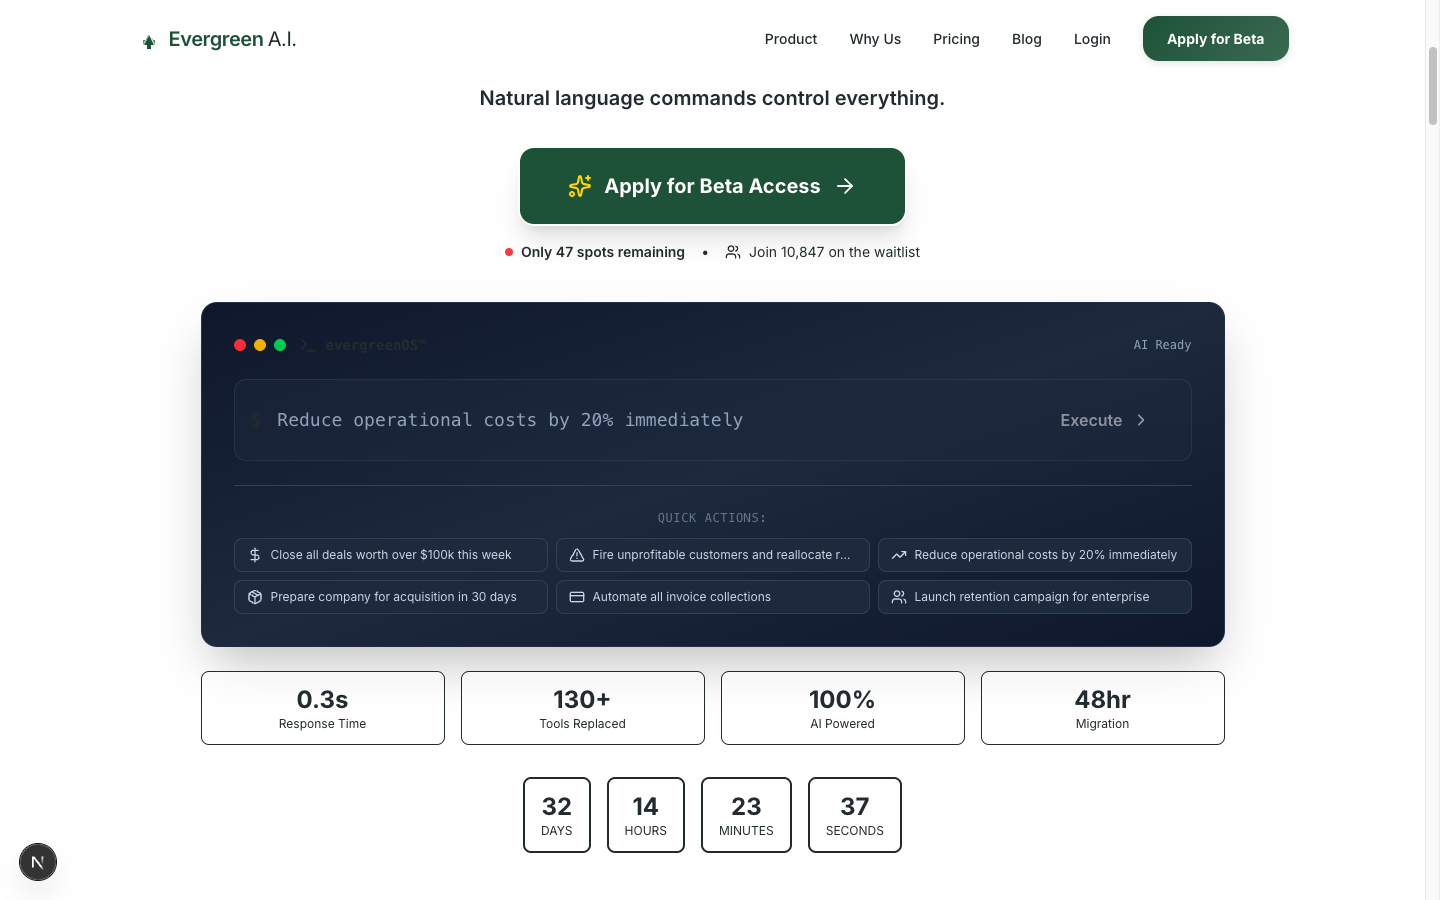 Evergreen A.I.
Product
Why Us
Pricing
Blog
Login
Apply for Beta
Natural language commands control everything.
Apply for Beta Access
Only 47 spots remaining • Join 10,847 on the waitlist
>_ evergreenOS™
AI Ready
$ Reduce operational costs by 20% immediately
Execute
QUICK ACTIONS:
Close all deals worth over $100k this week
Fire unprofitable customers and reallocate r...
Reduce operational costs by 20% immediately
Prepare company for acquisition in 30 days
Automate all invoice collections
Launch retention campaign for enterprise
0.3s
Response Time
130+
Tools Replaced
100%
AI Powered
48hr
Migration
32
DAYS
14
HOURS
23
MINUTES
37
SECONDS
N